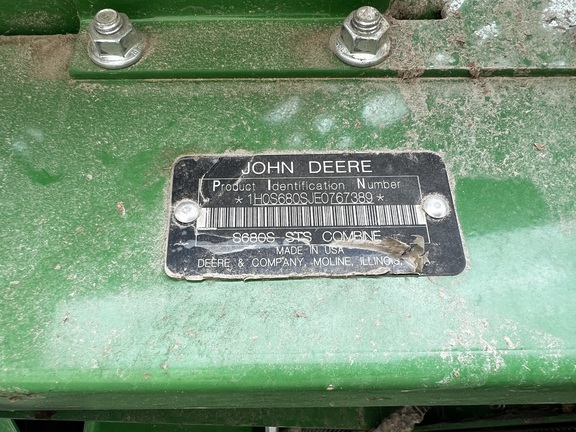 JOHN DEERE
Product Identification Number
*1H0S680SJE0767389*
S680S STS COMBINE
MADE IN USA
DEERE & COMPANY, MOLINE, ILLINOIS,